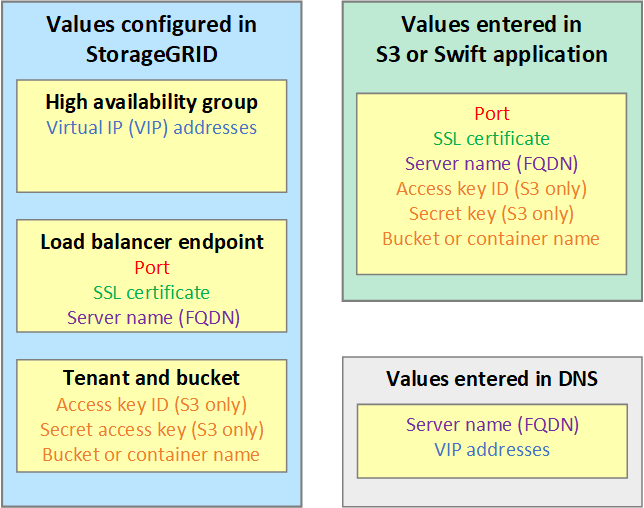 Values configured in
StorageGRID
High availability group
Virtual IP (VIP) addresses
Load balancer endpoint
Port
SSL certificate
Server name (FQDN)
Tenant and bucket
Access key ID (S3 only)
Secret access key (S3 only)
Bucket or container name
Values entered in
S3 or Swift application
Port
SSL certificate
Server name (FQDN)
Access key ID (S3 only)
Secret key (S3 only)
Bucket or container name
Values entered in DNS
Server name (FQDN)
VIP addresses